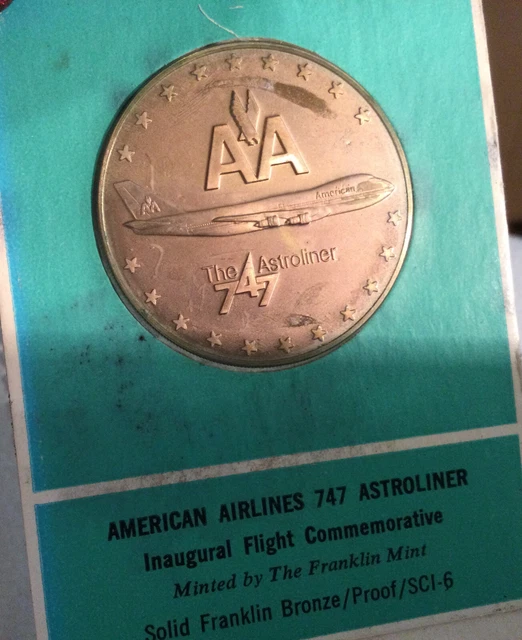 AA
American
AA
The Astroliner
747
AMERICAN AIRLINES 747 ASTROLINER
Inaugural Flight Commemorative
Minted by The Franklin Mint
Solid Franklin Bronze/Proof/SCI-6